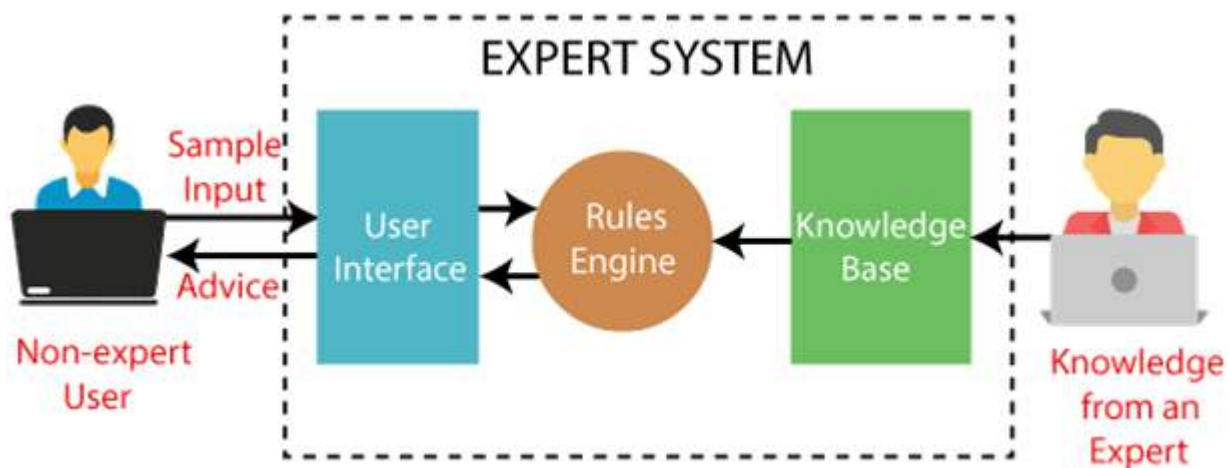 EXPERT SYSTEM
Sample
Input
Advice
Non-expert
User
User
Interface
Rules
Engine
Knowledge
Base
Knowledge
from an
Expert